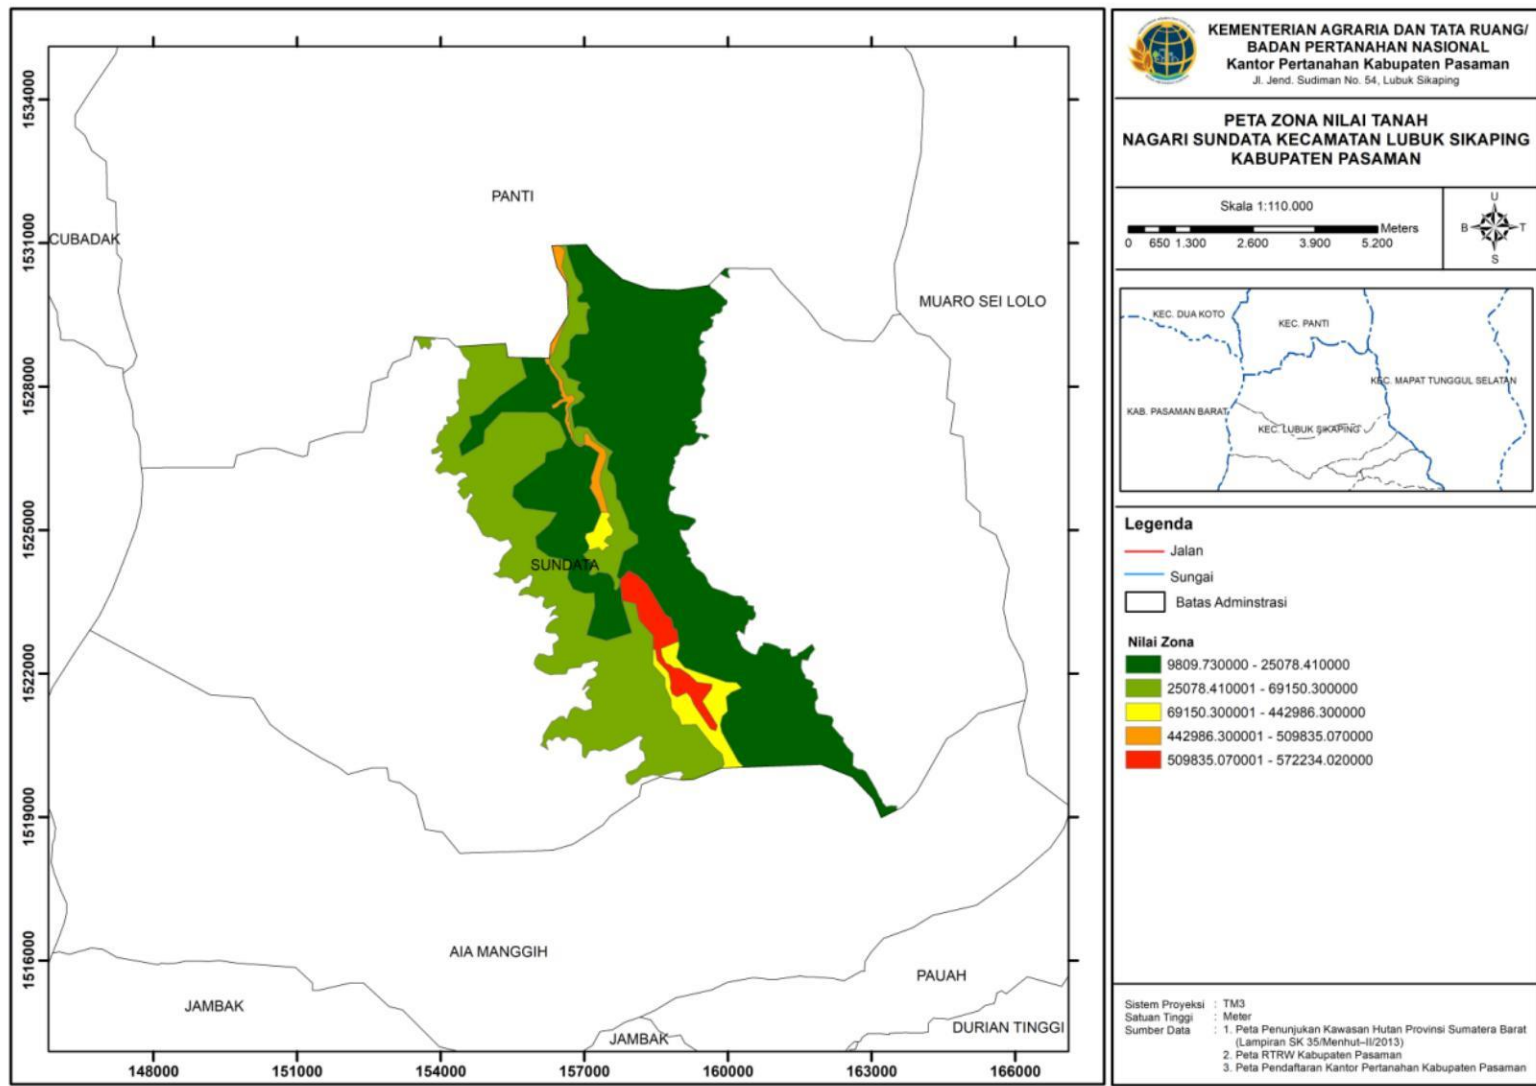 1534000
1531000
1528000
1525000
1522000
1519000
1516000
148000
151000
154000
157000
160000
163000
166000
PANTI
CUBADAK
MUARO SEI LOLO
SUNDATA
AIA MANGGIH
PAUAH
JAMBAK
JAMBAK
DURIAN TINGGI
KEMENTERIAN AGRARIA DAN TATA RUANG/
BADAN PERTANAHAN NASIONAL
Kantor Pertanahan Kabupaten Pasaman
Jl. Jend. Sudiman No. 54, Lubuk Sikaping
PETA ZONA NILAI TANAH
NAGARI SUNDATA KECAMATAN LUBUK SIKAPING
KABUPATEN PASAMAN
Skala 1:110.000
Meters
0 650 1.300 2.600 3.900 5.200
U
B T
S
KEC. DUA KOTO
KEC. PANTI
KEC. MAPAT TUNGGUL SELATAN
KAB. PASAMAN BARAT
KEC. LUBUK SIKAPING
Legenda
Jalan
Sungai
Batas Adminstrasi
Nilai Zona
9809.730000 - 25078.410000
25078.410001 - 69150.300000
69150.300001 - 442986.300000
442986.300001 - 509835.070000
509835.070001 - 572234.020000
Sistem Proyeksi : TM3
Satuan Tinggi : Meter
Sumber Data : 1. Peta Penunjukan Kawasan Hutan Provinsi Sumatera Barat
(Lampiran SK 35/Menhut–II/2013)
2. Peta RTRW Kabupaten Pasaman
3. Peta Pendaftaran Kantor Pertanahan Kabupaten Pasaman